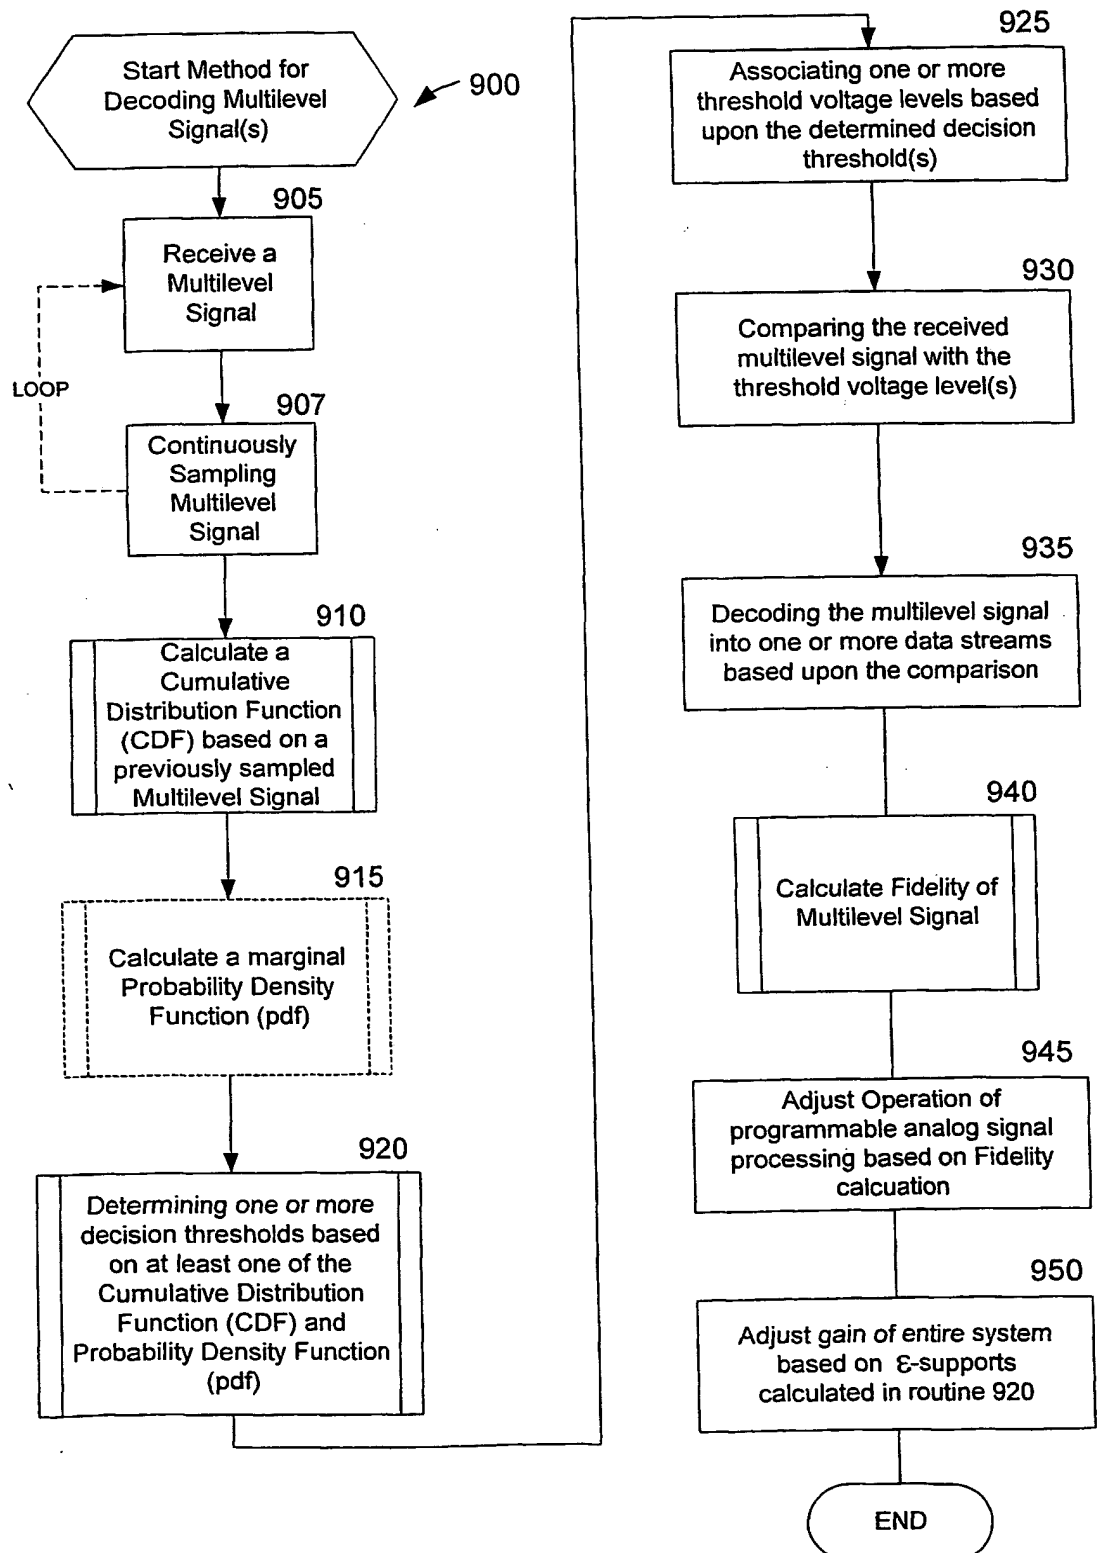 Start Method for
Decoding Multilevel
Signal(s)
900
905
Receive a
Multilevel
Signal
LOOP
907
Continuously
Sampling
Multilevel
Signal
910
Calculate a
Cumulative
Distribution Function
(CDF) based on a
previously sampled
Multilevel Signal
915
Calculate a marginal
Probability Density
Function (pdf)
920
Determining one or more
decision thresholds based
on at least one of the
Cumulative Distribution
Function (CDF) and
Probability Density Function
(pdf)
925
Associating one or more
threshold voltage levels based
upon the determined decision
threshold(s)
930
Comparing the received
multilevel signal with the
threshold voltage level(s)
935
Decoding the multilevel signal
into one or more data streams
based upon the comparison
940
Calculate Fidelity of
Multilevel Signal
945
Adjust Operation of
programmable analog signal
processing based on Fidelity
calcuation
950
Adjust gain of entire system
based on ε-supports
calculated in routine 920
END